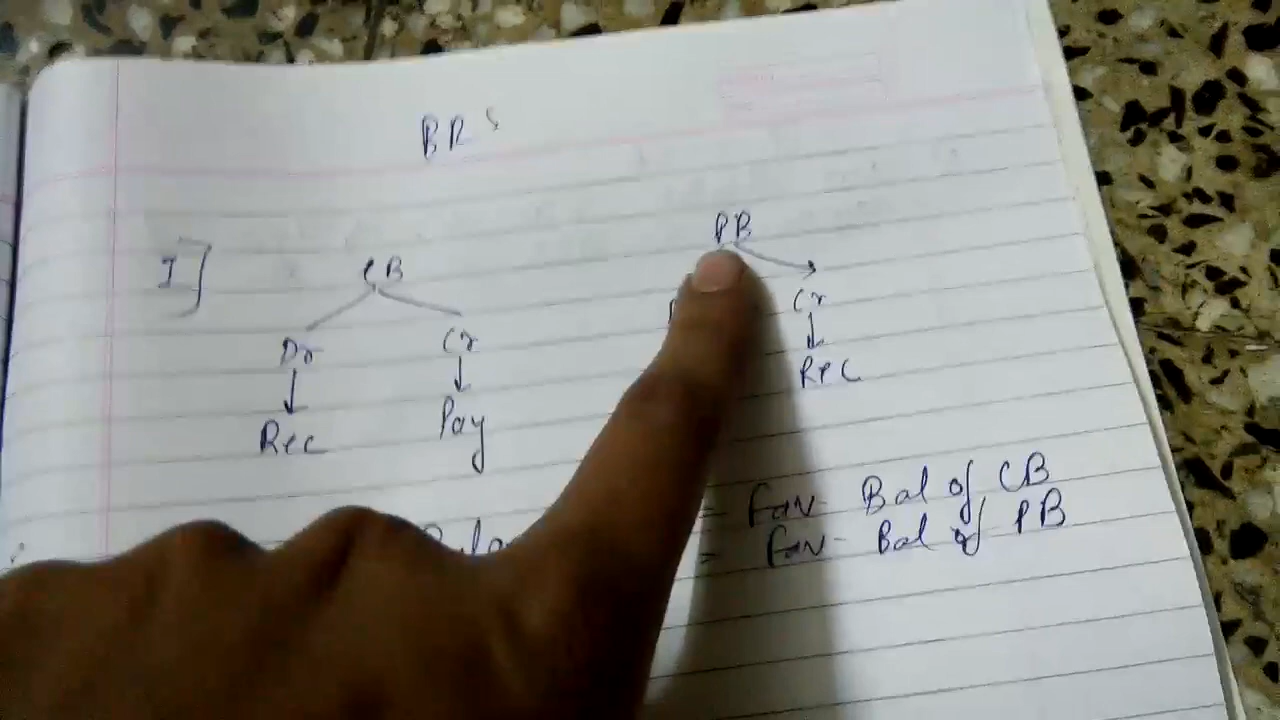 BRS
I] CB PB
Dr Cr Cr
Rec Pay Rec
= Fav- Bal of CB
= Fav- Bal of PB